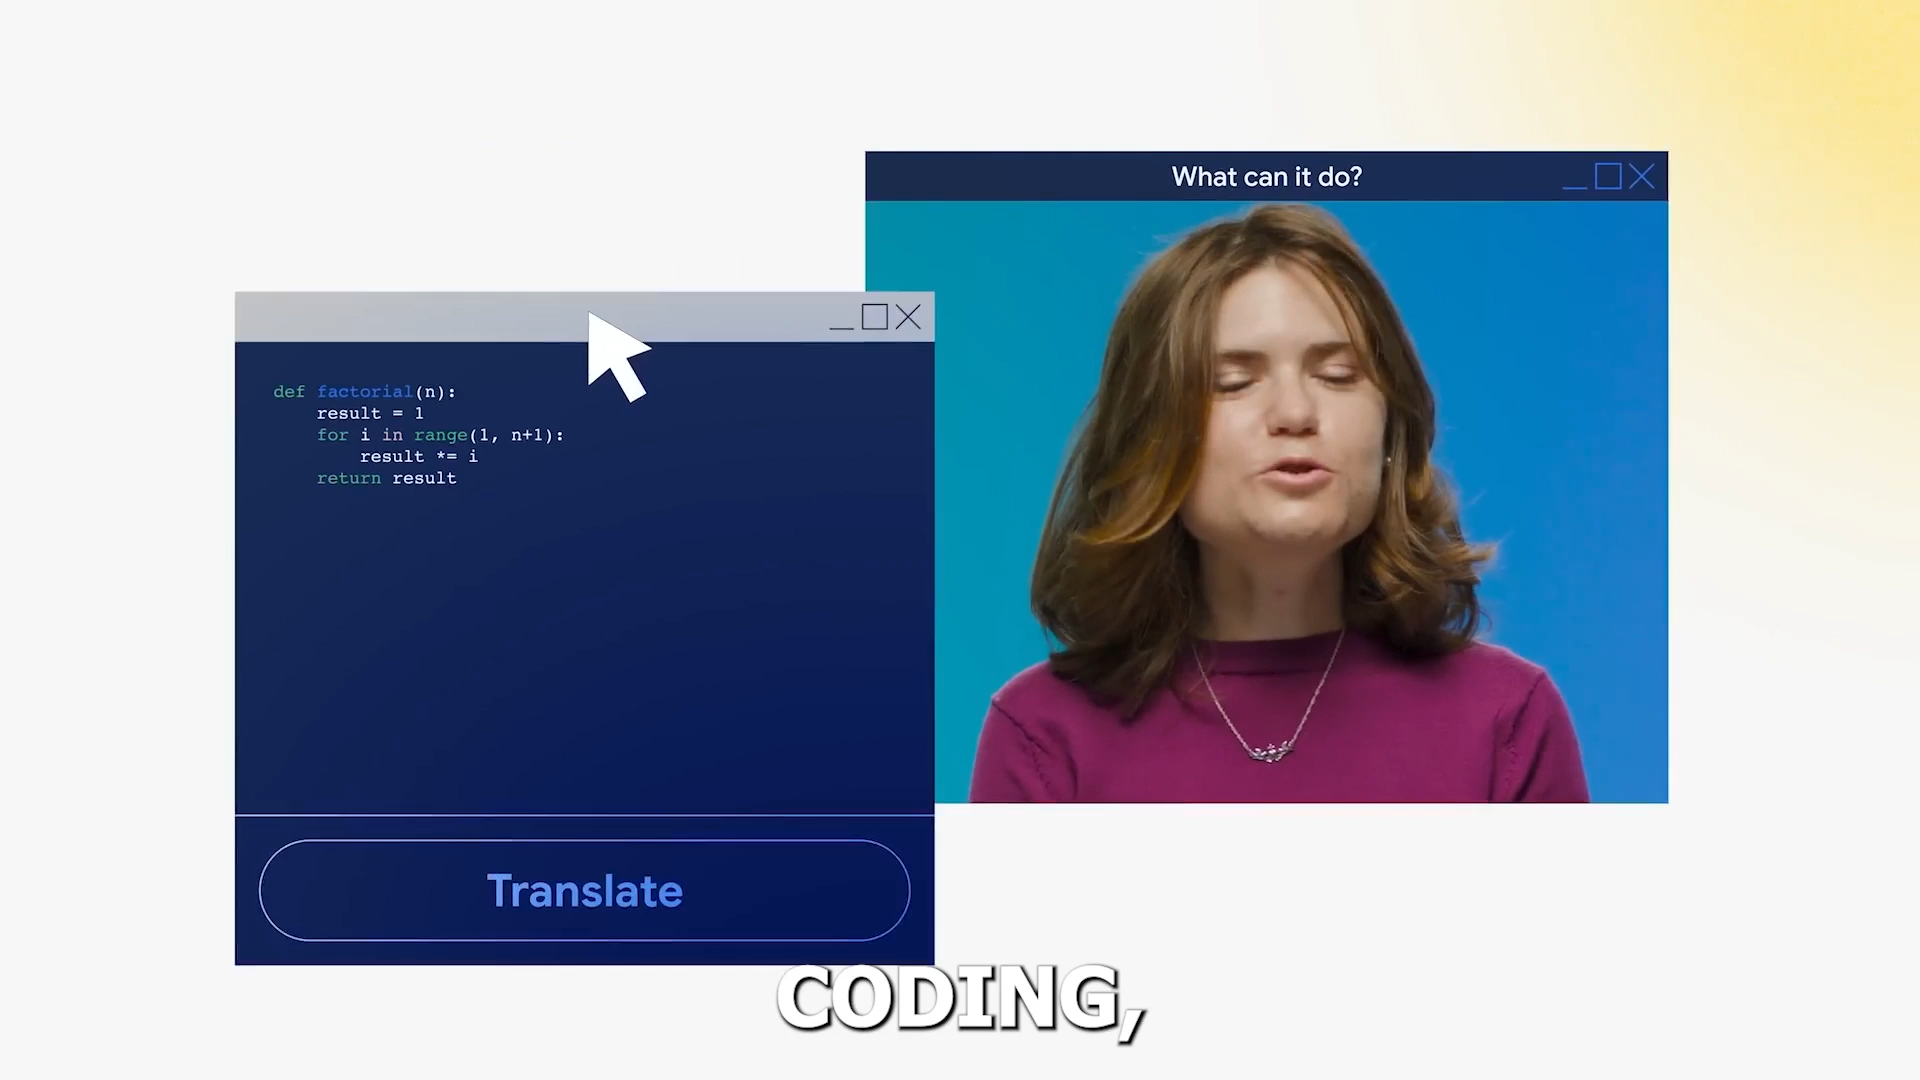 What can it do?
def factorial(n):
    result = 1
    for i in range(1, n+1):
        result *= i
    return result
Translate
CODING,